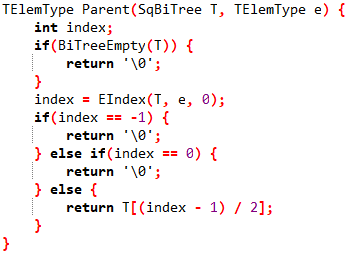 TElemType Parent(SqBiTree T, TElemType e) {
    int index;
    if(BiTreeEmpty(T)) {
        return '\0';
    }
    index = EIndex(T, e, 0);
    if(index == -1) {
        return '\0';
    } else if(index == 0) {
        return '\0';
    } else {
        return T[(index - 1) / 2];
    }
}